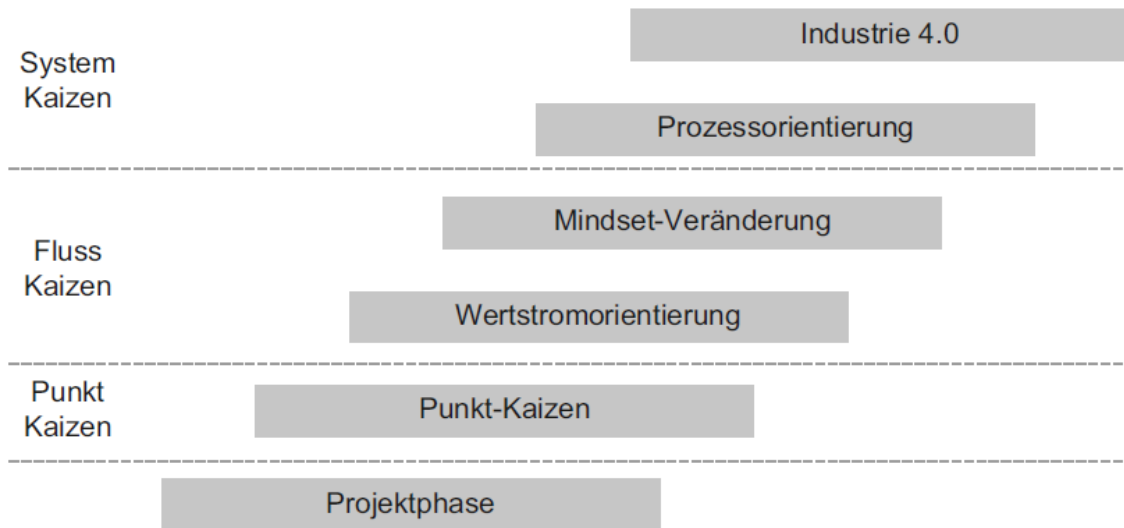 System
Kaizen
Industrie 4.0
Prozessorientierung
Fluss
Kaizen
Mindset-Veränderung
Wertstromorientierung
Punkt
Kaizen
Punkt-Kaizen
Projektphase